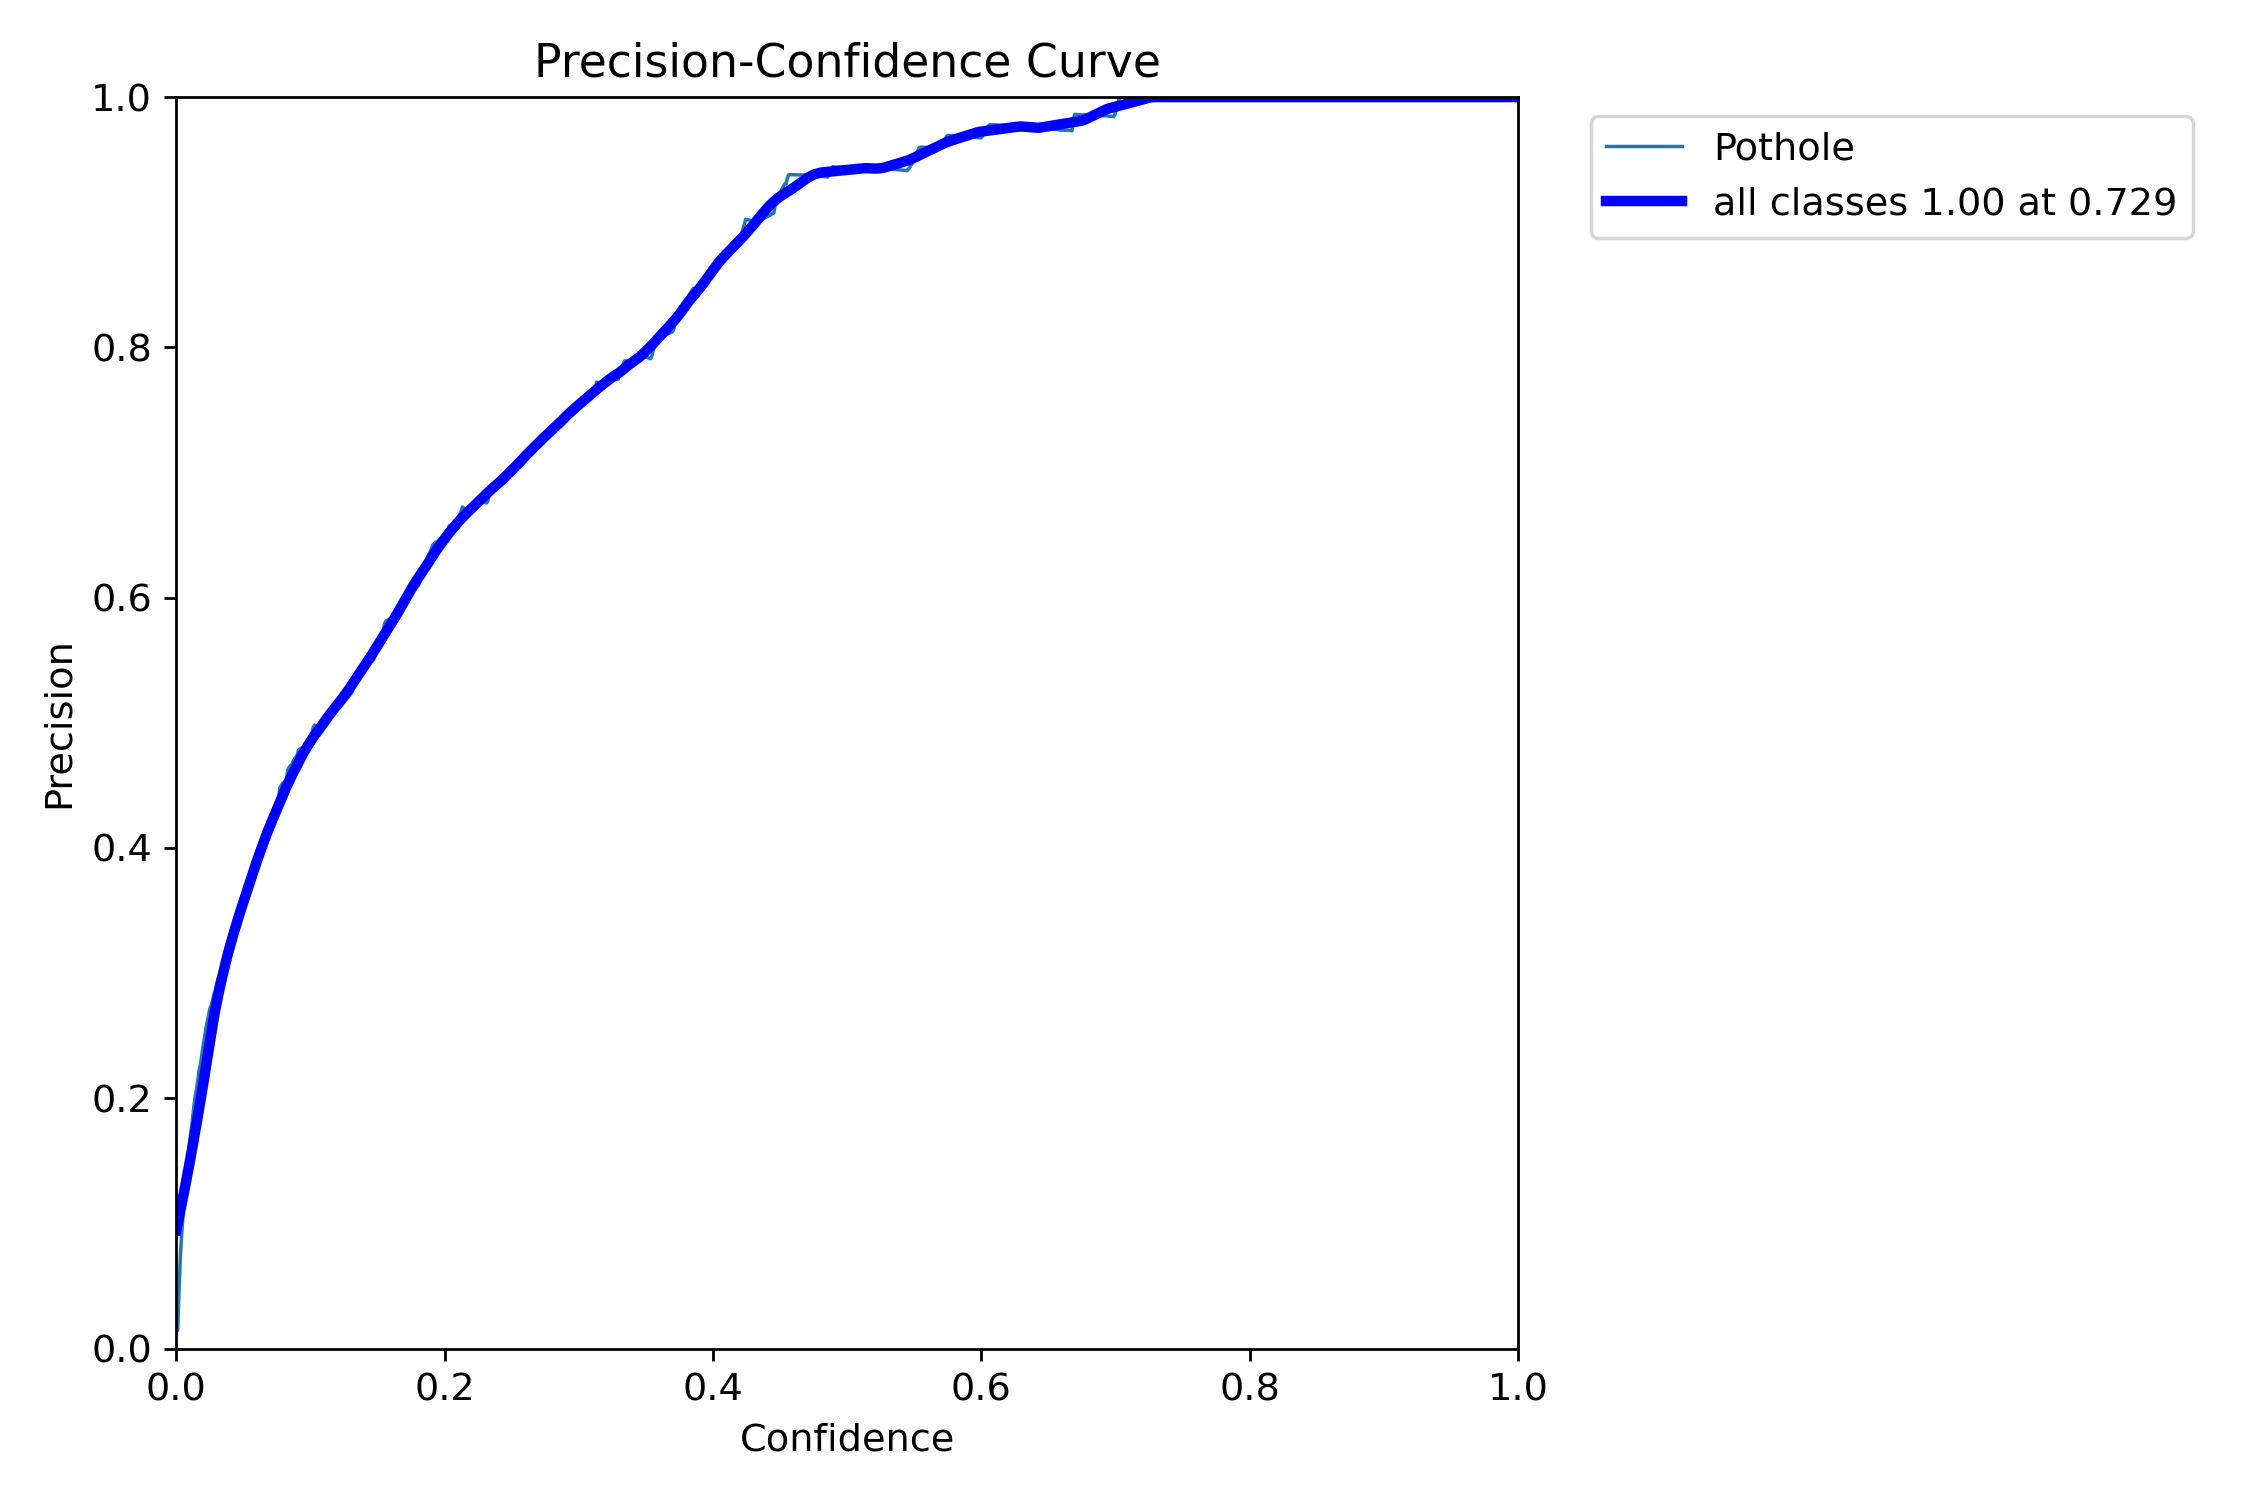 Precision-Confidence Curve
Pothole
all classes 1.00 at 0.729
1.0
0.8
0.6
0.4
0.2
0.0
Precision
0.0 0.2 0.4 0.6 0.8 1.0
Confidence